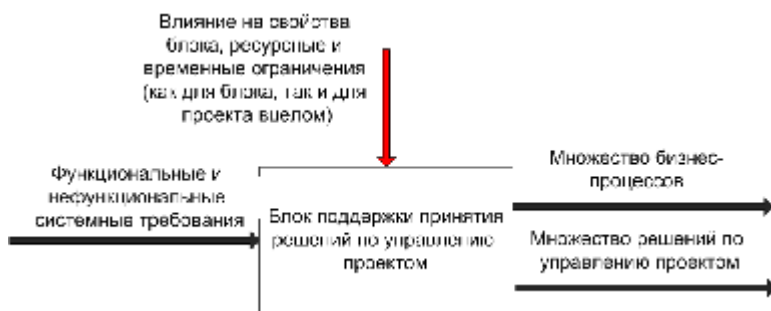 Влияние на свойства
блока, ресурсные и
временные ограничения
(как для блока, так и для
проекта вцелом)
Функциональные и
нефункциональные
системные требования
Блок поддержки принятия
решений по управлению
проектом
Множество бизнес-
процессов
Множество решений по
управлению проектом